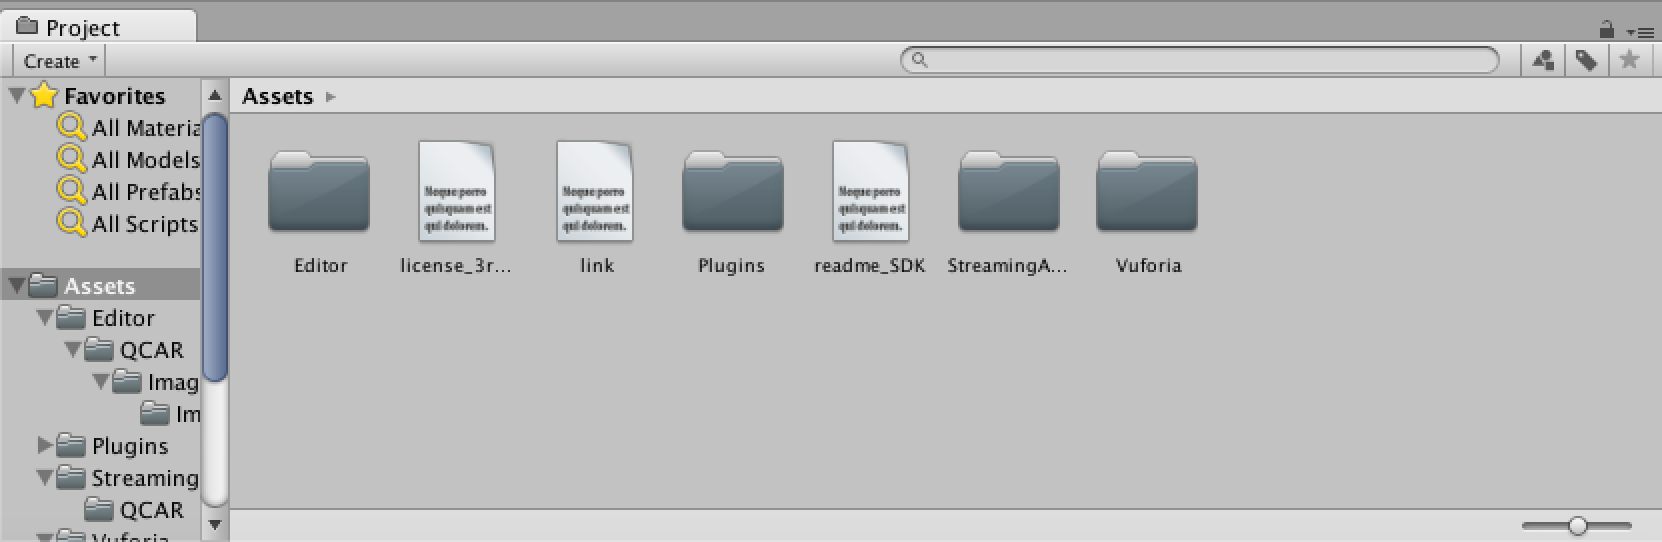 Project
Create
Favorites
All Materia
All Models
All Prefabs
All Scripts
Assets
Editor
QCAR
Imag
Im
Plugins
Streaming
QCAR
Vuforia
Assets
Neque porro
quisquam est
qui dolorem.
Neque porro
quisquam est
qui dolorem.
Neque porro
quisquam est
qui dolorem.
Editor
license_3r...
link
Plugins
readme_SDK
StreamingA...
Vuforia